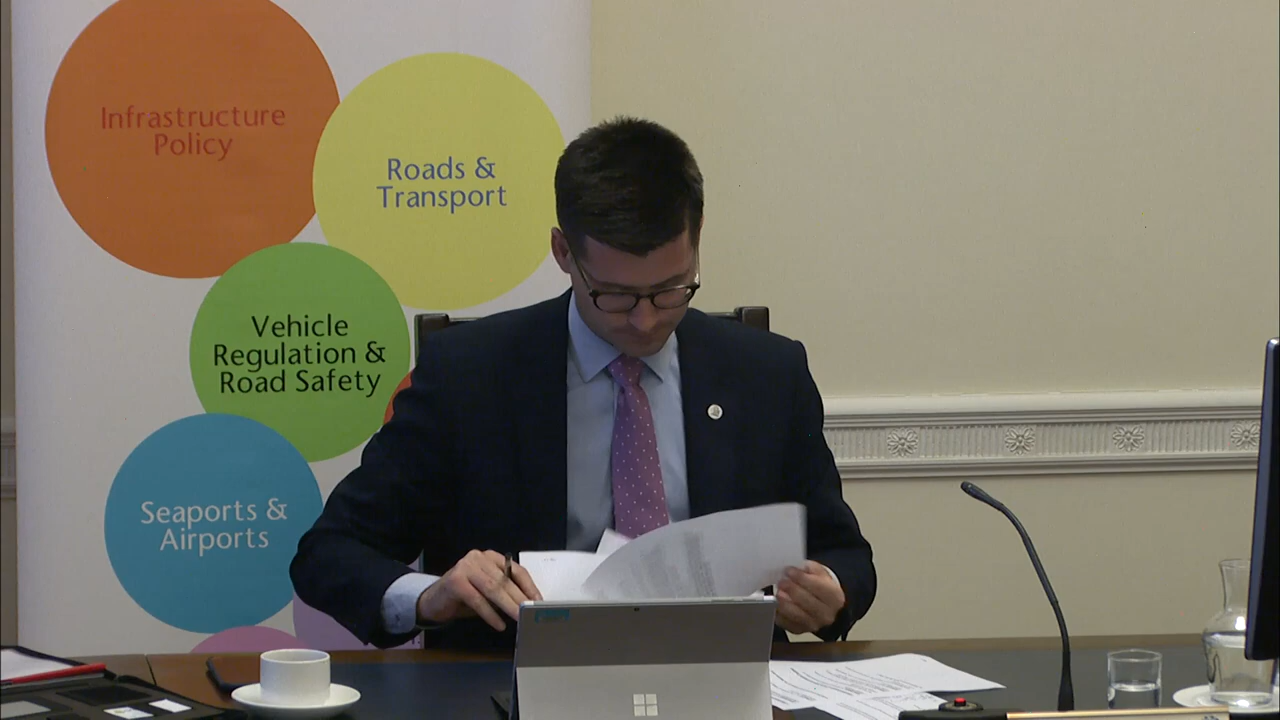 Infrastructure
Policy
Roads &
Transport
Vehicle
Regulation &
Road Safety
Seaports &
Airports